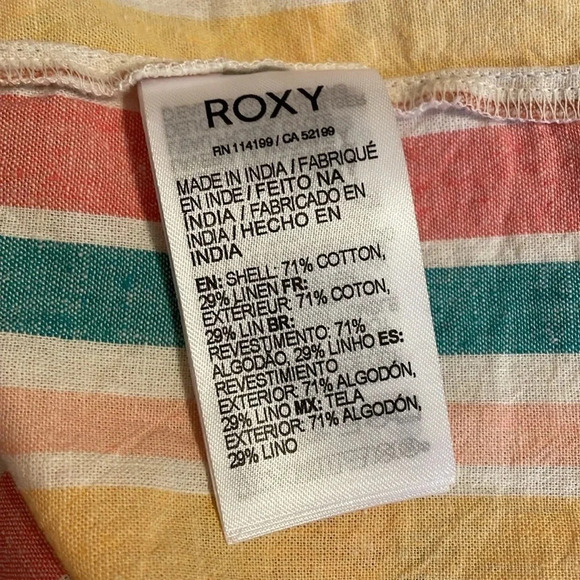 ROXY
RN 114199 / CA 52199
MADE IN INDIA / FABRIQUÉ
EN INDE / FEITO NA
INDIA / FABRICADO EN
INDIA / HECHO EN
INDIA
EN: SHELL: 71% COTTON,
29% LINEN FR:
EXTERIEUR: 71% COTON,
29% LIN BR:
REVESTIMENTO: 71%
ALGODÃO, 29% LINHO ES:
REVESTIMIENTO
EXTERIOR: 71% ALGODÓN,
29% LINO MX: TELA
EXTERIOR: 71% ALGODÓN,
29% LINO